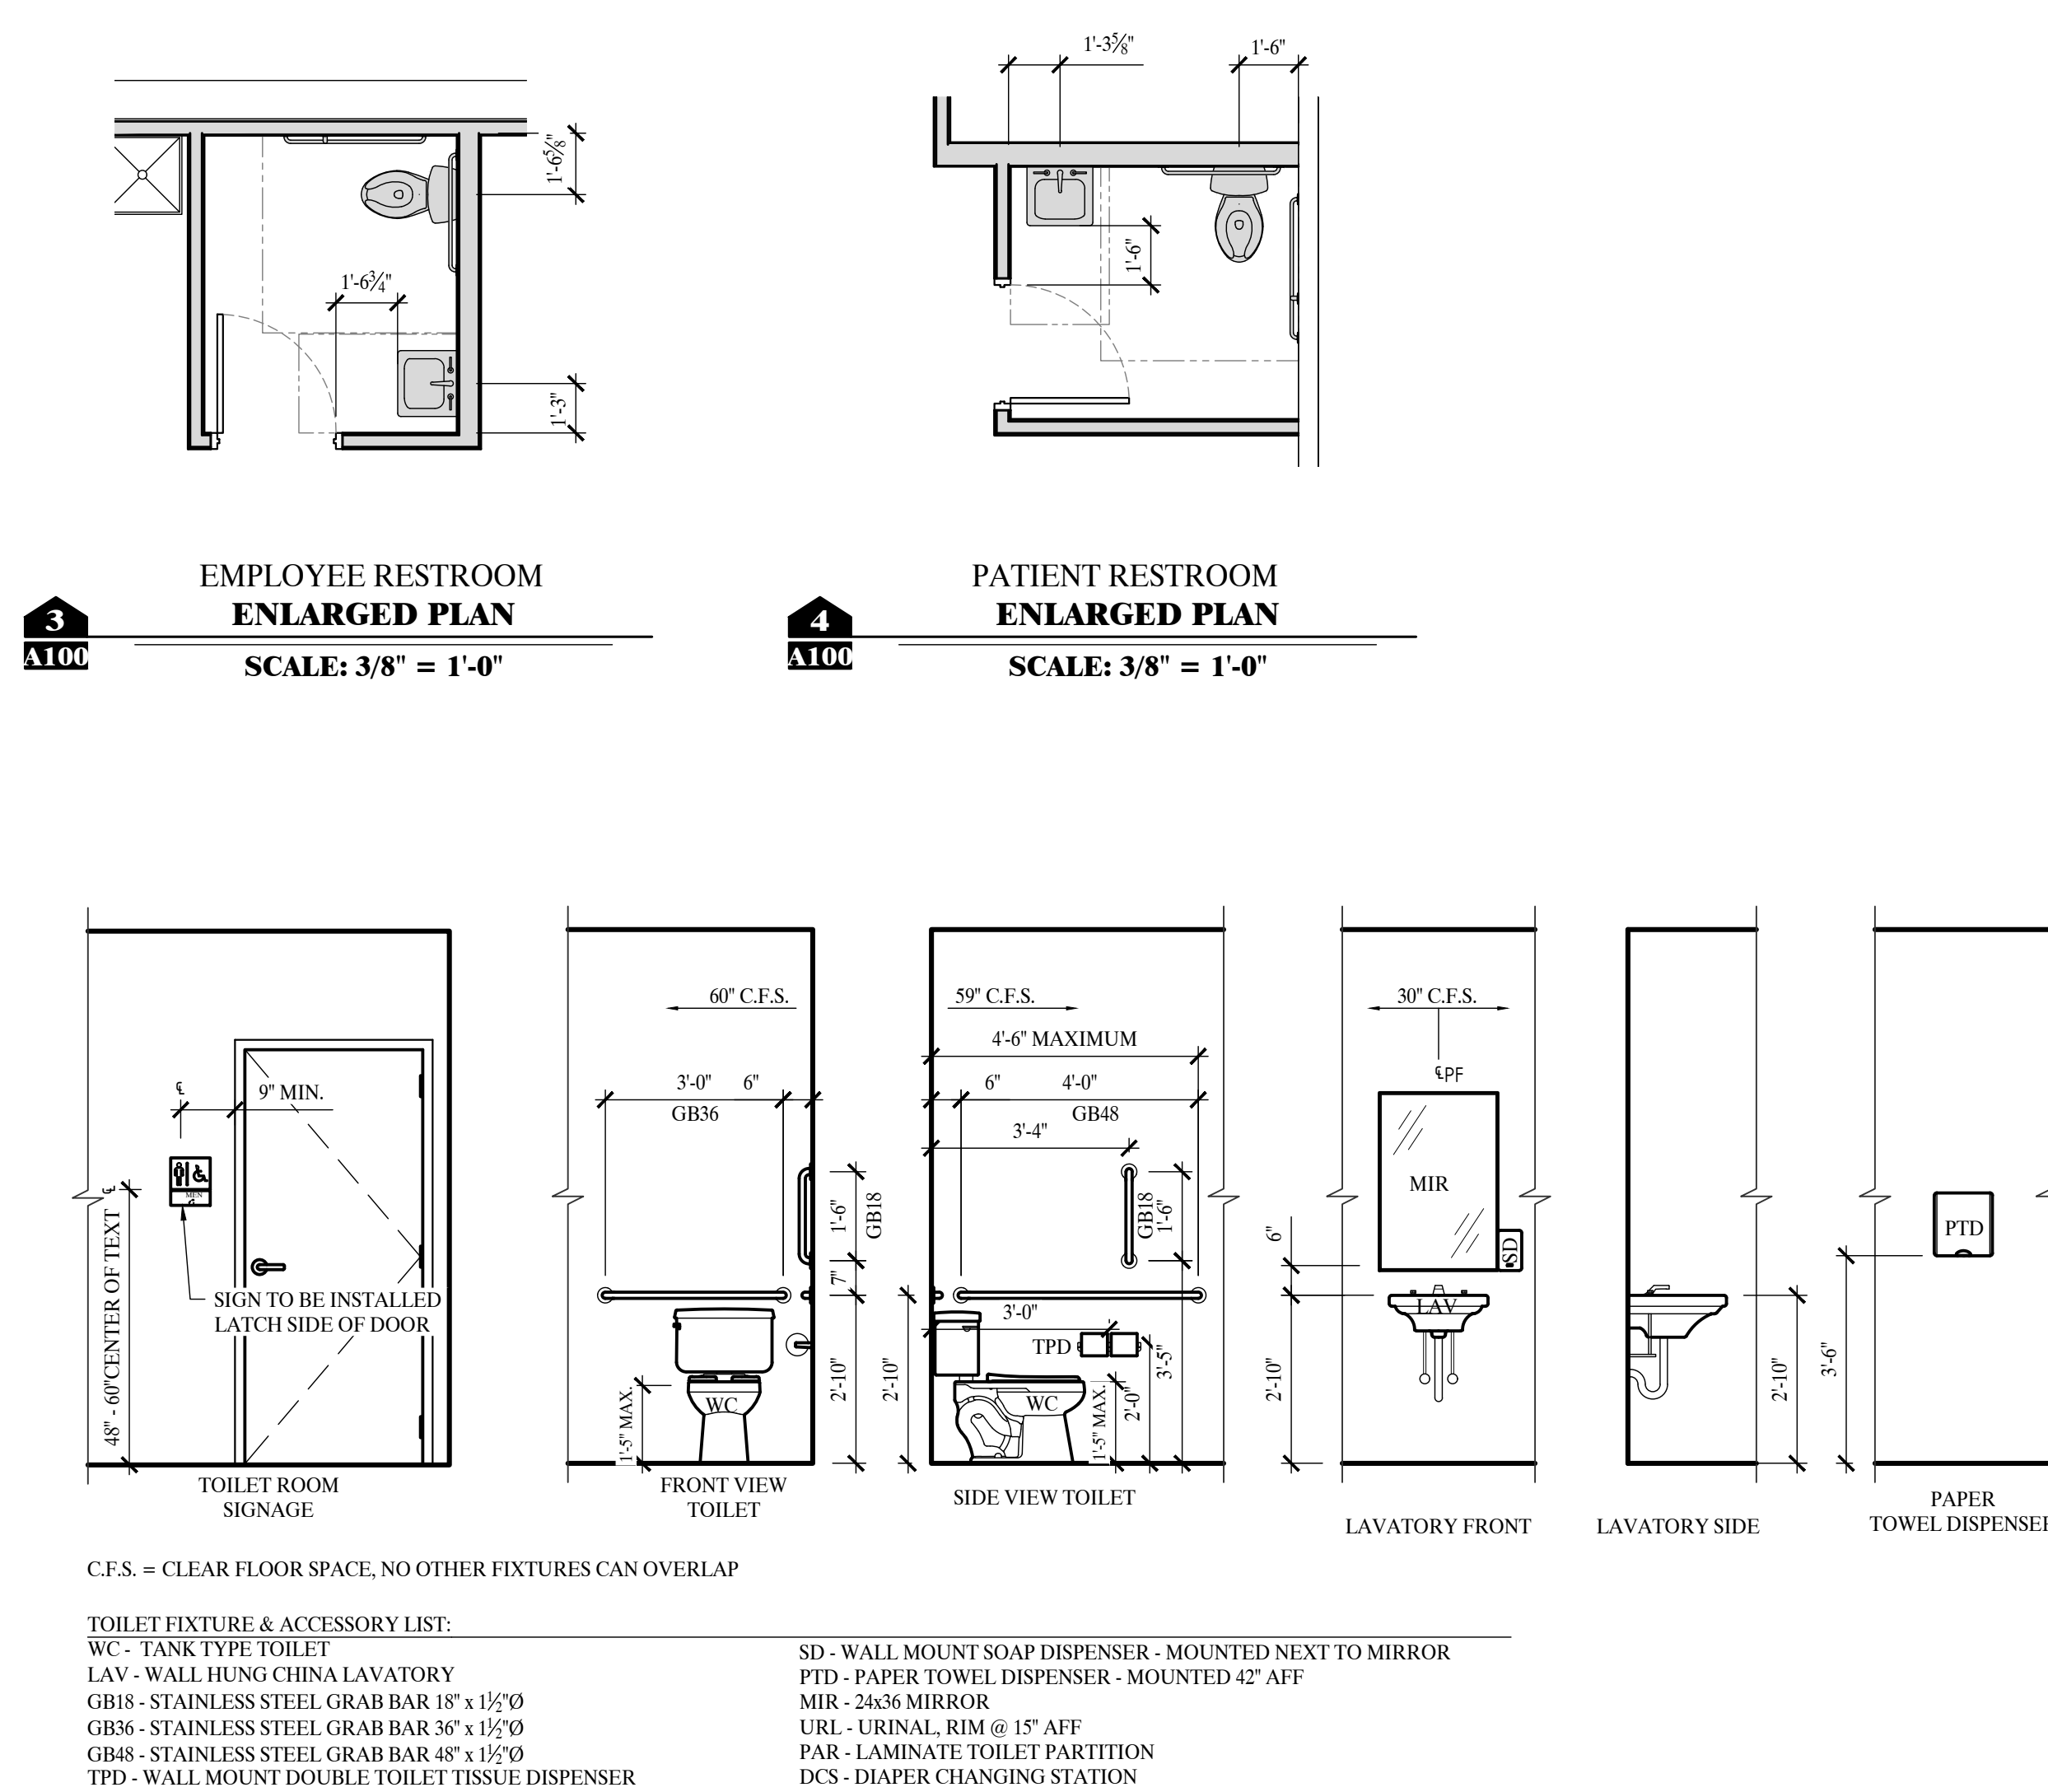 1'-6⅝"
1'-6¾"
1'-3"
1'-3⅝"
1'-6"
1'-6"
EMPLOYEE RESTROOM
ENLARGED PLAN
3
A100
SCALE: 3/8" = 1'-0"
PATIENT RESTROOM
ENLARGED PLAN
4
A100
SCALE: 3/8" = 1'-0"
℄
9" MIN.
MEN
℄
48" - 60"CENTER OF TEXT
SIGN TO BE INSTALLED
LATCH SIDE OF DOOR
TOILET ROOM
SIGNAGE
60" C.F.S.
3'-0"
6"
GB36
1'-6"
GB18
7"
2'-10"
1'-5" MAX.
WC
FRONT VIEW
TOILET
59" C.F.S.
4'-6" MAXIMUM
6"
4'-0"
GB48
3'-4"
GB18
1'-6"
3'-0"
TPD
2'-10"
WC
1'-5" MAX.
2'-0"
3'-5"
SIDE VIEW TOILET
30" C.F.S.
℄PF
MIR
SD
6"
LAV
2'-10"
LAVATORY FRONT
2'-10"
LAVATORY SIDE
PTD
3'-6"
PAPER
TOWEL DISPENSER
C.F.S. = CLEAR FLOOR SPACE, NO OTHER FIXTURES CAN OVERLAP
TOILET FIXTURE & ACCESSORY LIST:
WC - TANK TYPE TOILET
LAV - WALL HUNG CHINA LAVATORY
GB18 - STAINLESS STEEL GRAB BAR 18" x 1½"Ø
GB36 - STAINLESS STEEL GRAB BAR 36" x 1½"Ø
GB48 - STAINLESS STEEL GRAB BAR 48" x 1½"Ø
TPD - WALL MOUNT DOUBLE TOILET TISSUE DISPENSER
SD - WALL MOUNT SOAP DISPENSER - MOUNTED NEXT TO MIRROR
PTD - PAPER TOWEL DISPENSER - MOUNTED 42" AFF
MIR - 24x36 MIRROR
URL - URINAL, RIM @ 15" AFF
PAR - LAMINATE TOILET PARTITION
DCS - DIAPER CHANGING STATION